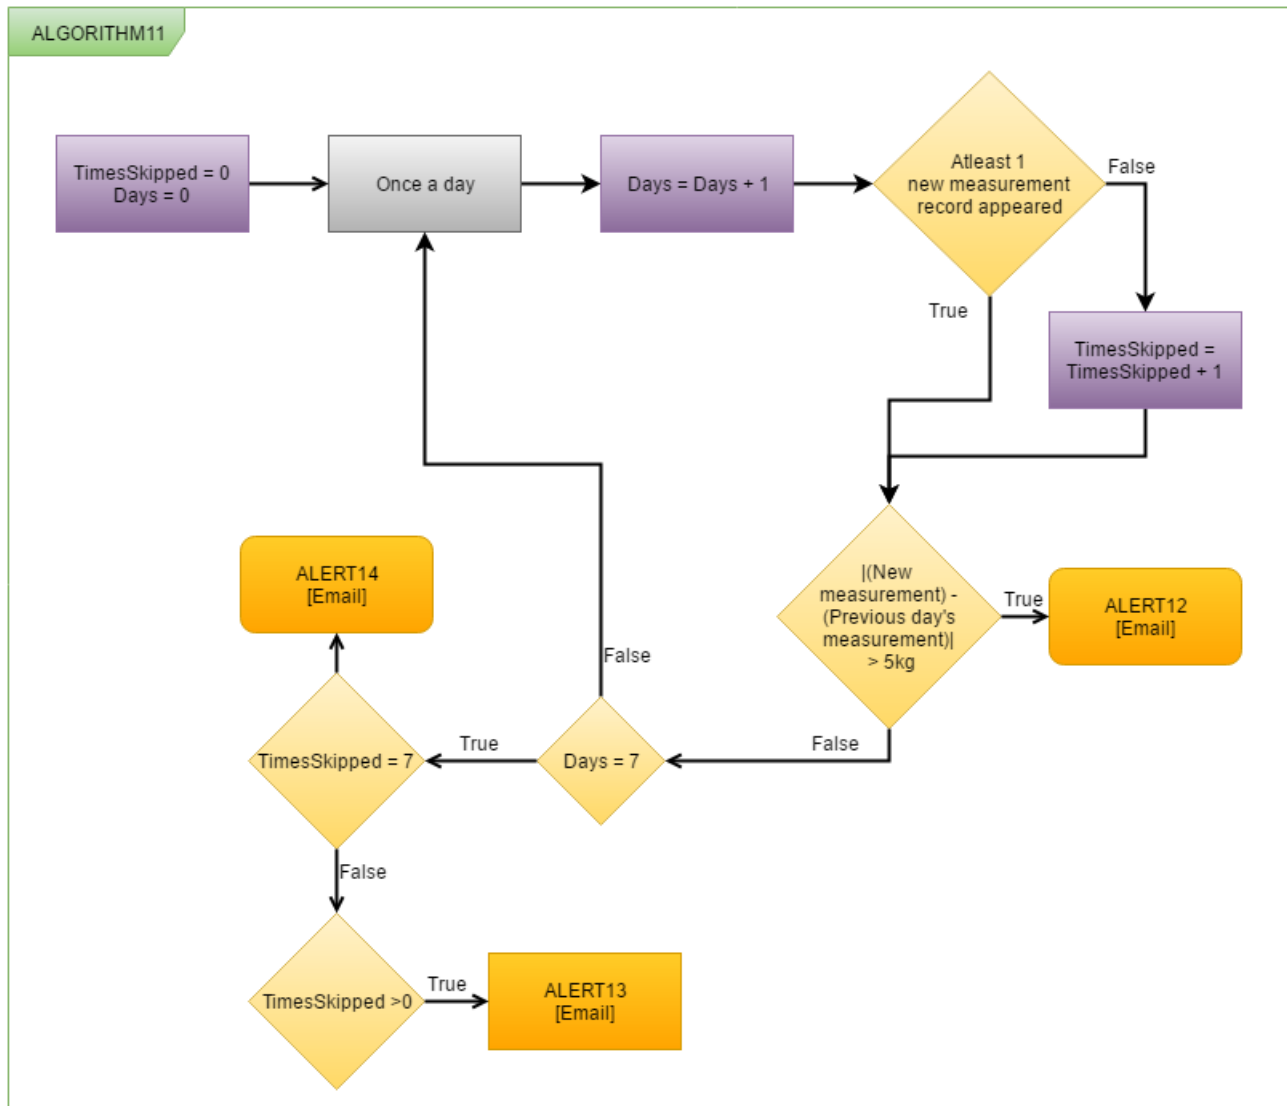 ALGORITHM11
TimesSkipped = 0
Days = 0
Once a day
Days = Days + 1
Atleast 1
new measurement
record appeared
False
True
TimesSkipped =
TimesSkipped + 1
|(New
measurement) -
(Previous day's
measurement)|
> 5kg
True
ALERT12
[Email]
False
Days = 7
False
True
TimesSkipped = 7
ALERT14
[Email]
False
TimesSkipped >0
True
ALERT13
[Email]